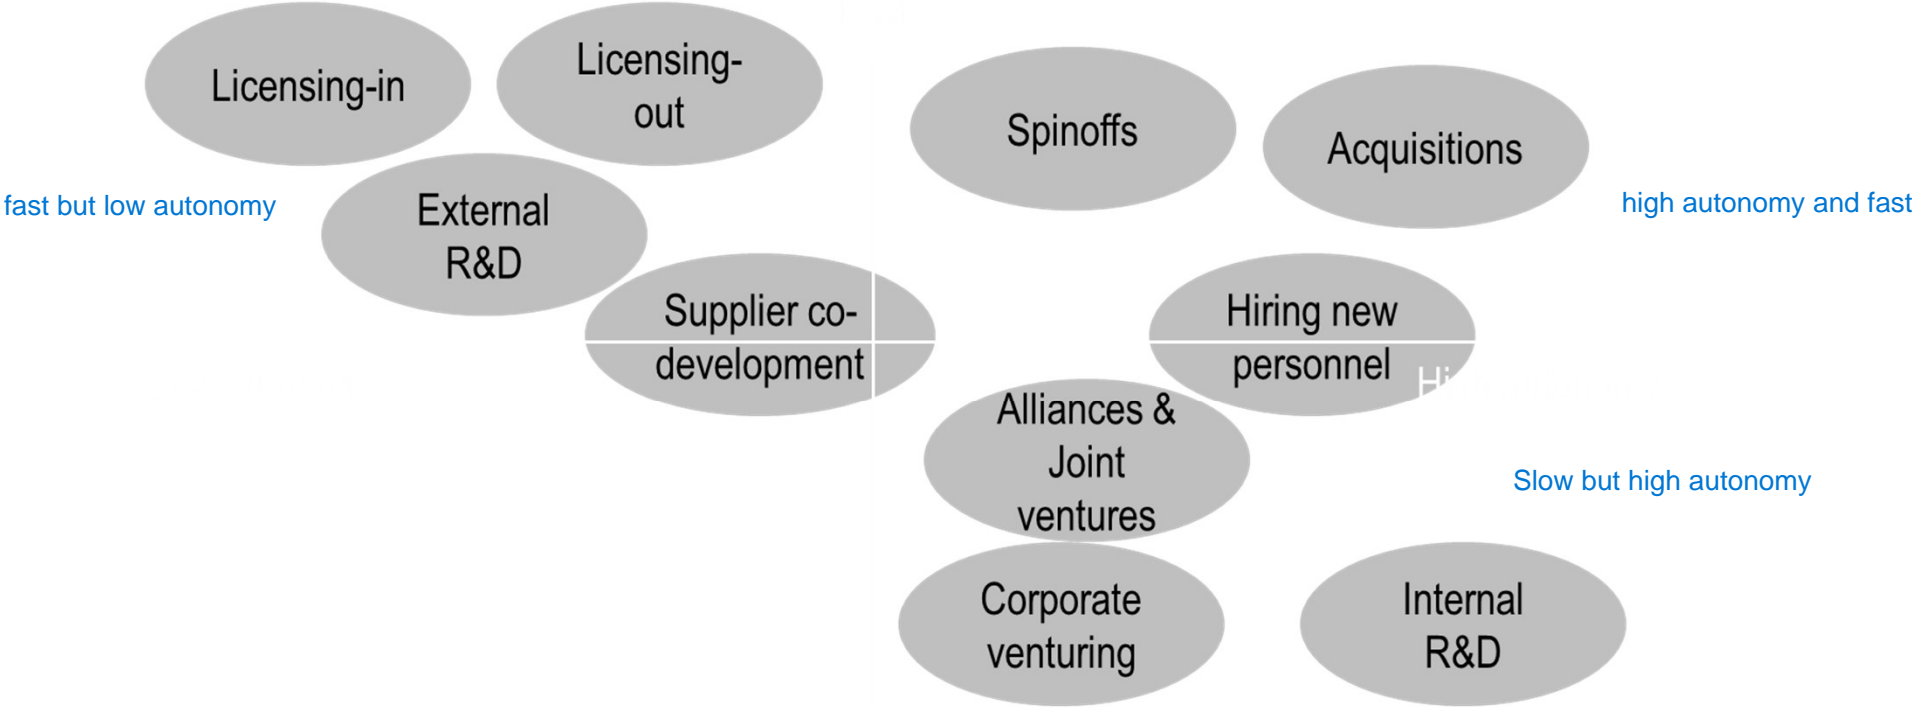 Licensing-in
Licensing-
out
Spinoffs
Acquisitions
fast but low autonomy
External
R&D
high autonomy and fast
Supplier co-
development
Hiring new
personnel
Hi
Alliances &
Joint
ventures
Slow but high autonomy
Corporate
venturing
Internal
R&D